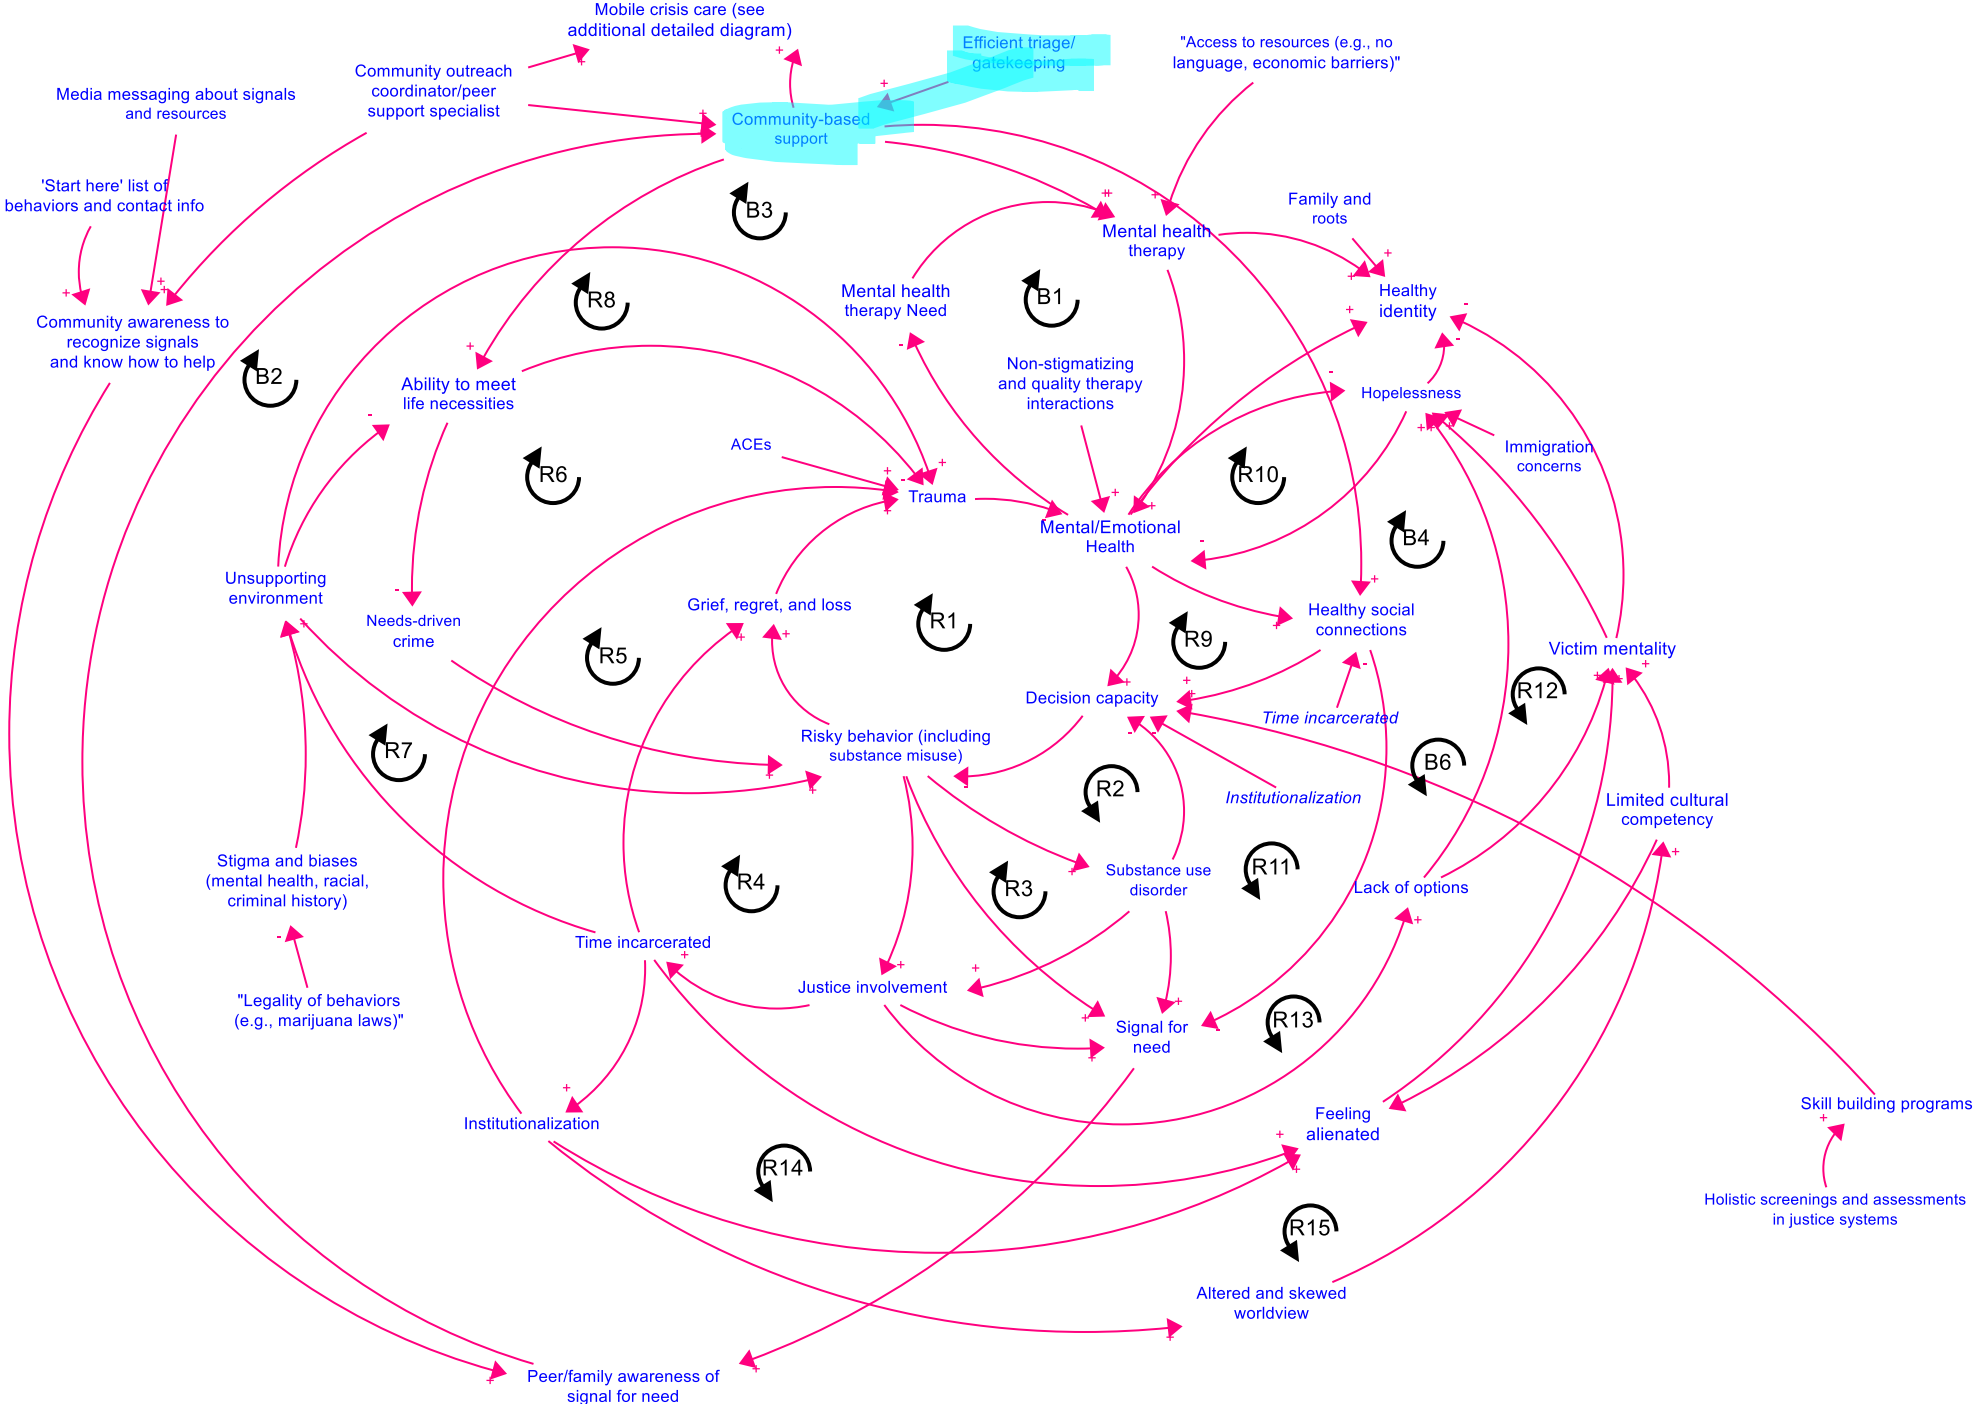 Mobile crisis care (see
additional detailed diagram)
Efficient triage/
gatekeeping
"Access to resources (e.g., no
language, economic barriers)"
Community outreach
coordinator/peer
support specialist
Media messaging about signals
and resources
Community-based
support
'Start here' list of
behaviors and contact info
B3
Family and
roots
Mental health
therapy
Healthy
identity
R8
Mental health
therapy Need
B1
Community awareness to
recognize signals
and know how to help
B2
Ability to meet
life necessities
Non-stigmatizing
and quality therapy
interactions
Hopelessness
ACEs
Immigration
concerns
R6
R10
Trauma
Mental/Emotional
Health
B4
Unsupporting
environment
Needs-driven
crime
Grief, regret, and loss
R1
Healthy social
connections
R9
R5
Victim mentality
Decision capacity
R12
Time incarcerated
Risky behavior (including
substance misuse)
R7
B6
R2
Institutionalization
Limited cultural
competency
Stigma and biases
(mental health, racial,
criminal history)
R4
R3
Substance use
disorder
R11
Lack of options
Time incarcerated
Justice involvement
"Legality of behaviors
(e.g., marijuana laws)"
Signal for
need
R13
Institutionalization
Feeling
alienated
Skill building programs
R14
Holistic screenings and assessments
in justice systems
R15
Altered and skewed
worldview
Peer/family awareness of
signal for need